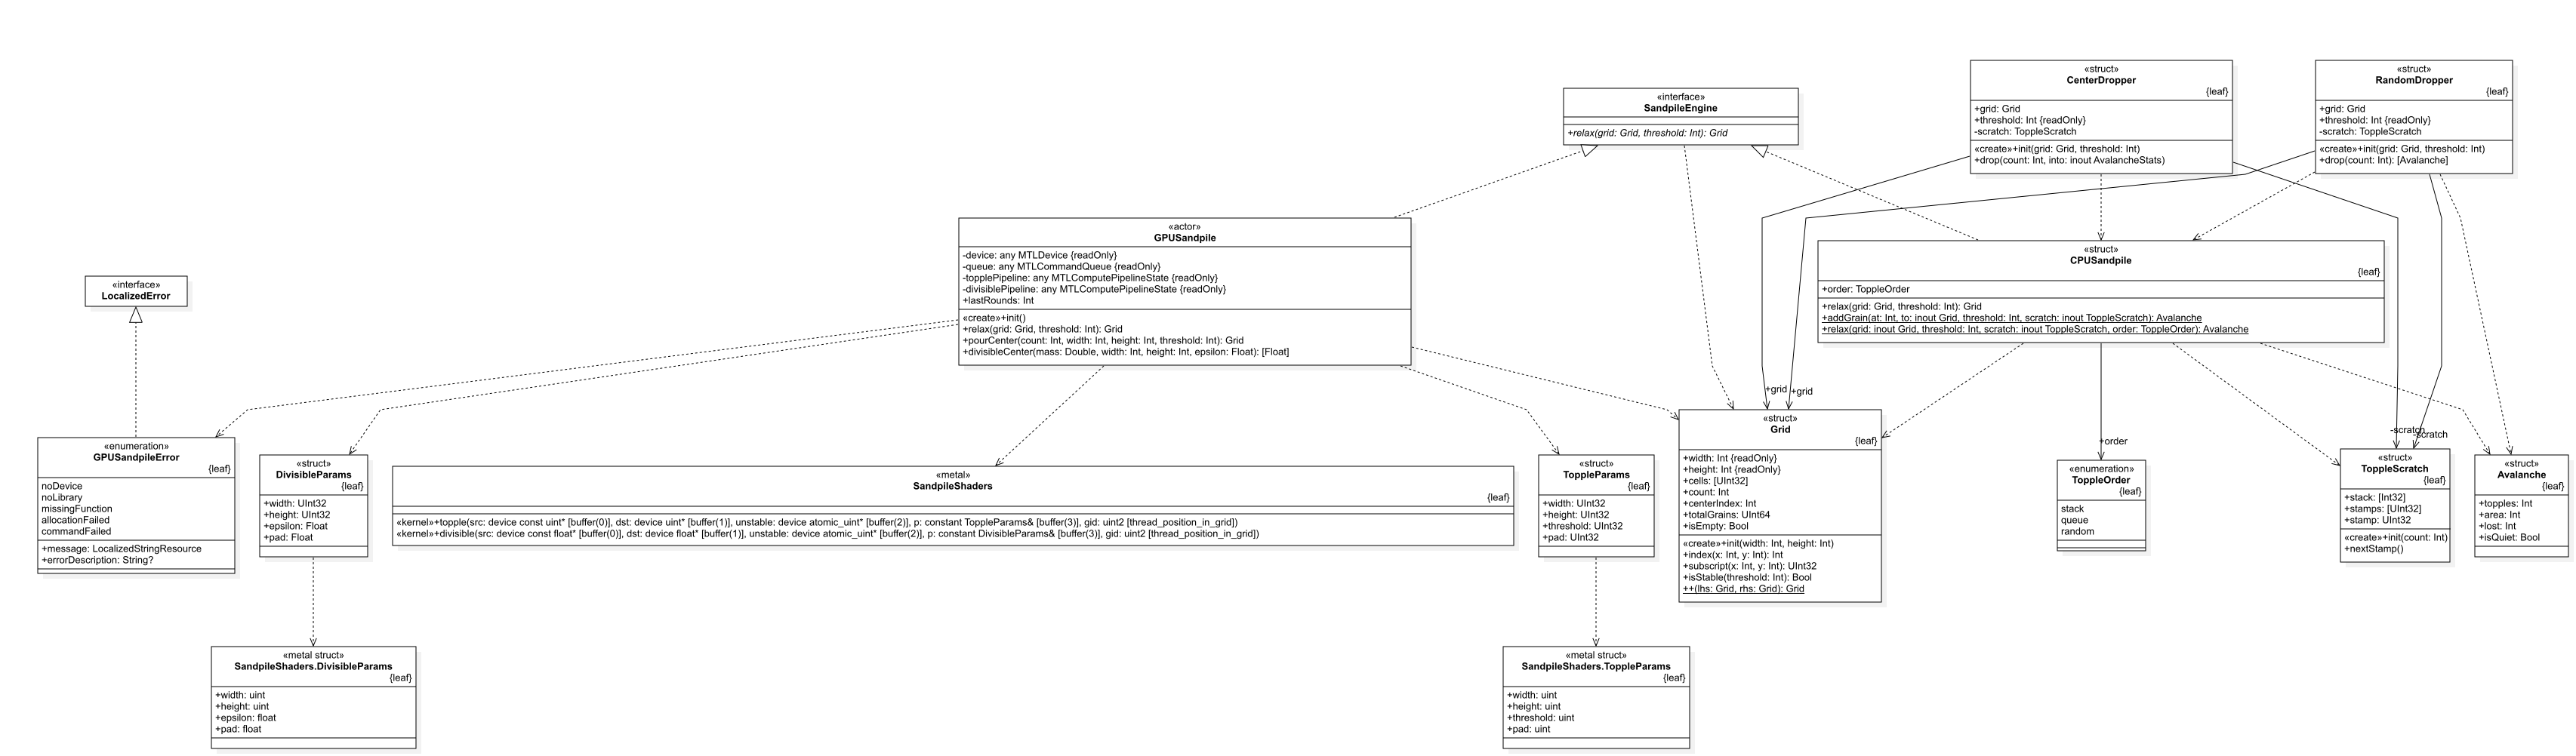 «struct»
CenterDropper
{leaf}
+grid: Grid
+threshold: Int {readOnly}
-scratch: ToppleScratch
«create»+init(grid: Grid, threshold: Int)
+drop(count: Int, into: inout AvalancheStats)
«struct»
RandomDropper
{leaf}
+grid: Grid
+threshold: Int {readOnly}
-scratch: ToppleScratch
«create»+init(grid: Grid, threshold: Int)
+drop(count: Int): [Avalanche]
«interface»
SandpileEngine
+relax(grid: Grid, threshold: Int): Grid
«actor»
GPUSandpile
-device: any MTLDevice {readOnly}
-queue: any MTLCommandQueue {readOnly}
-topplePipeline: any MTLComputePipelineState {readOnly}
-divisiblePipeline: any MTLComputePipelineState {readOnly}
+lastRounds: Int
«create»+init()
+relax(grid: Grid, threshold: Int): Grid
+pourCenter(count: Int, width: Int, height: Int, threshold: Int): Grid
+divisibleCenter(mass: Double, width: Int, height: Int, epsilon: Float): [Float]
«struct»
CPUSandpile
{leaf}
+order: ToppleOrder
+relax(grid: Grid, threshold: Int): Grid
+addGrain(at: Int, to: inout Grid, threshold: Int, scratch: inout ToppleScratch): Avalanche
+relax(grid: inout Grid, threshold: Int, scratch: inout ToppleScratch, order: ToppleOrder): Avalanche
«interface»
LocalizedError
+grid
+grid
+order
-scratch
-scratch
«enumeration»
GPUSandpileError
{leaf}
noDevice
noLibrary
missingFunction
allocationFailed
commandFailed
+message: LocalizedStringResource
+errorDescription: String?
«struct»
DivisibleParams
{leaf}
+width: UInt32
+height: UInt32
+epsilon: Float
+pad: Float
«metal»
SandpileShaders
{leaf}
«kernel»+topple(src: device const uint* [buffer(0)], dst: device uint* [buffer(1)], unstable: device atomic_uint* [buffer(2)], p: constant ToppleParams& [buffer(3)], gid: uint2 [thread_position_in_grid])
«kernel»+divisible(src: device const float* [buffer(0)], dst: device float* [buffer(1)], unstable: device atomic_uint* [buffer(2)], p: constant DivisibleParams& [buffer(3)], gid: uint2 [thread_position_in_grid])
«struct»
ToppleParams
{leaf}
+width: UInt32
+height: UInt32
+threshold: UInt32
+pad: UInt32
«struct»
Grid
{leaf}
+width: Int {readOnly}
+height: Int {readOnly}
+cells: [UInt32]
+count: Int
+centerIndex: Int
+totalGrains: UInt64
+isEmpty: Bool
«create»+init(width: Int, height: Int)
+index(x: Int, y: Int): Int
+subscript(x: Int, y: Int): UInt32
+isStable(threshold: Int): Bool
++(lhs: Grid, rhs: Grid): Grid
«enumeration»
ToppleOrder
{leaf}
stack
queue
random
«struct»
ToppleScratch
{leaf}
+stack: [Int32]
+stamps: [UInt32]
+stamp: UInt32
«create»+init(count: Int)
+nextStamp()
«struct»
Avalanche
{leaf}
+topples: Int
+area: Int
+lost: Int
+isQuiet: Bool
«metal struct»
SandpileShaders.DivisibleParams
{leaf}
+width: uint
+height: uint
+epsilon: float
+pad: float
«metal struct»
SandpileShaders.ToppleParams
{leaf}
+width: uint
+height: uint
+threshold: uint
+pad: uint